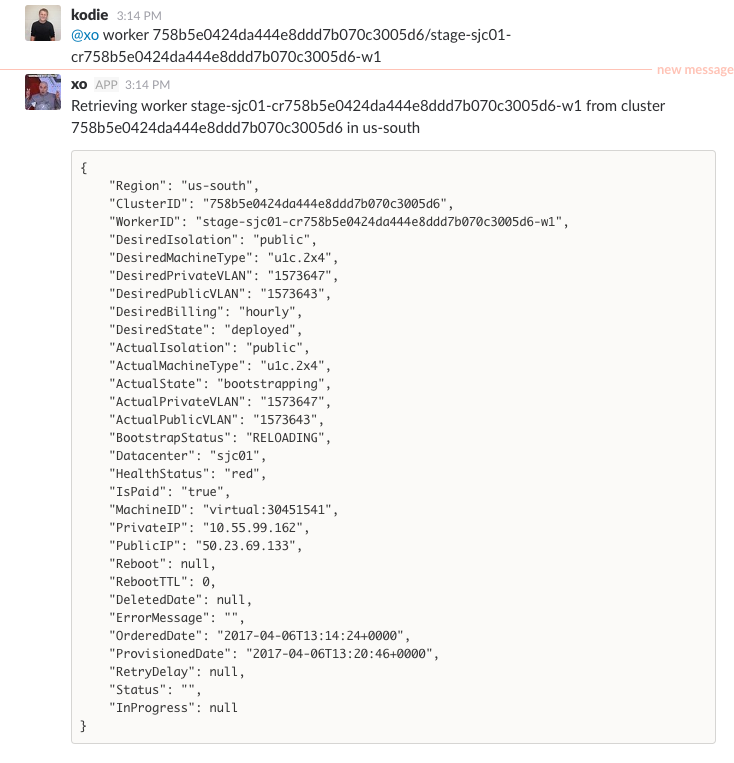 kodie 3:14 PM
@xo worker 758b5e0424da444e8ddd7b070c3005d6/stage-sjc01-
cr758b5e0424da444e8ddd7b070c3005d6-w1
new message
xo APP 3:14 PM
Retrieving worker stage-sjc01-cr758b5e0424da444e8ddd7b070c3005d6-w1 from cluster
758b5e0424da444e8ddd7b070c3005d6 in us-south
{
    "Region": "us-south",
    "ClusterID": "758b5e0424da444e8ddd7b070c3005d6",
    "WorkerID": "stage-sjc01-cr758b5e0424da444e8ddd7b070c3005d6-w1",
    "DesiredIsolation": "public",
    "DesiredMachineType": "u1c.2x4",
    "DesiredPrivateVLAN": "1573647",
    "DesiredPublicVLAN": "1573643",
    "DesiredBilling": "hourly",
    "DesiredState": "deployed",
    "ActualIsolation": "public",
    "ActualMachineType": "u1c.2x4",
    "ActualState": "bootstrapping",
    "ActualPrivateVLAN": "1573647",
    "ActualPublicVLAN": "1573643",
    "BootstrapStatus": "RELOADING",
    "Datacenter": "sjc01",
    "HealthStatus": "red",
    "IsPaid": "true",
    "MachineID": "virtual:30451541",
    "PrivateIP": "10.55.99.162",
    "PublicIP": "50.23.69.133",
    "Reboot": null,
    "RebootTTL": 0,
    "DeletedDate": null,
    "ErrorMessage": "",
    "OrderedDate": "2017-04-06T13:14:24+0000",
    "ProvisionedDate": "2017-04-06T13:20:46+0000",
    "RetryDelay": null,
    "Status": "",
    "InProgress": null
}